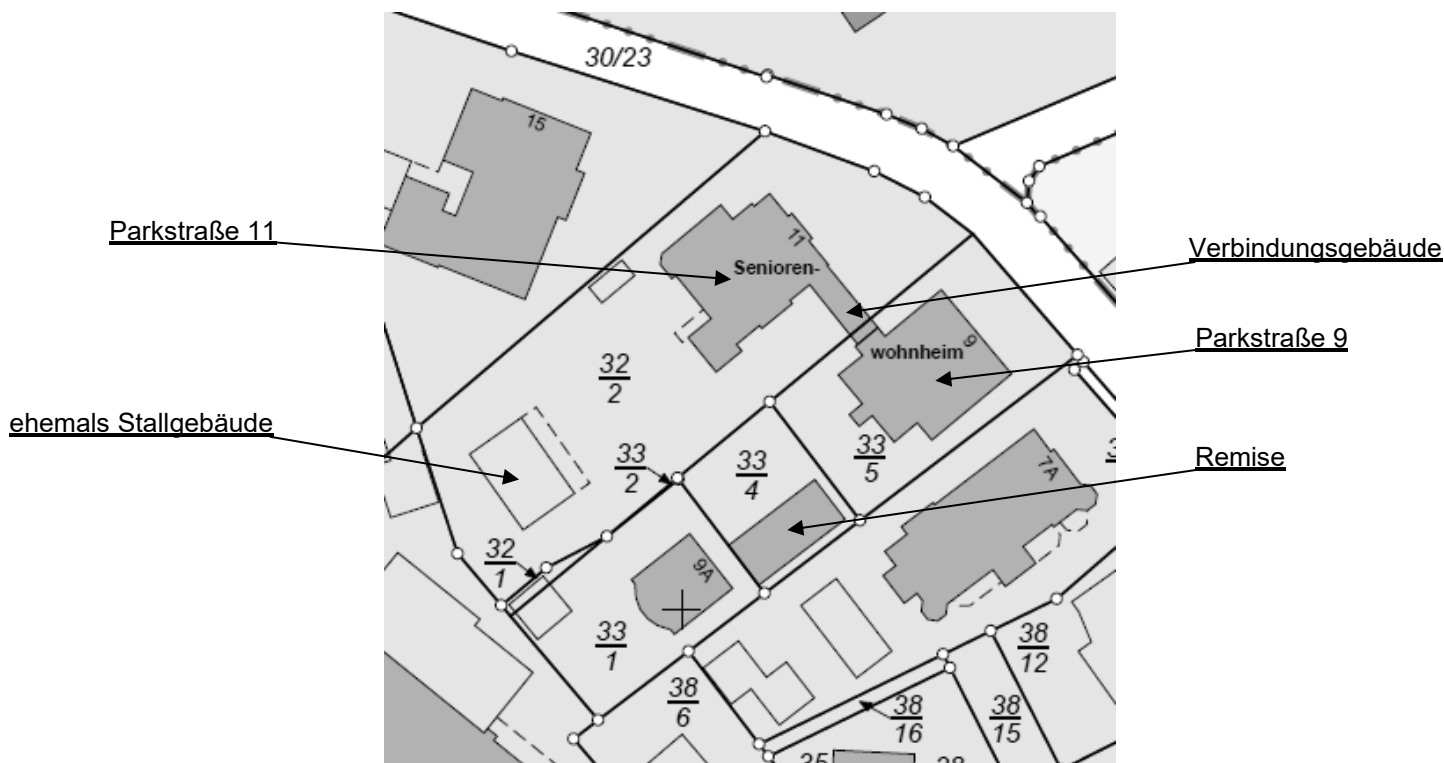 30/23
15
Parkstraße 11
11
Senioren-
Verbindungsgebäude
wohnheim
9
Parkstraße 9
32
2
ehemals Stallgebäude
33
2
33
4
33
5
Remise
7A
32
1
9A
33
1
38
12
38
6
38
16
38
15